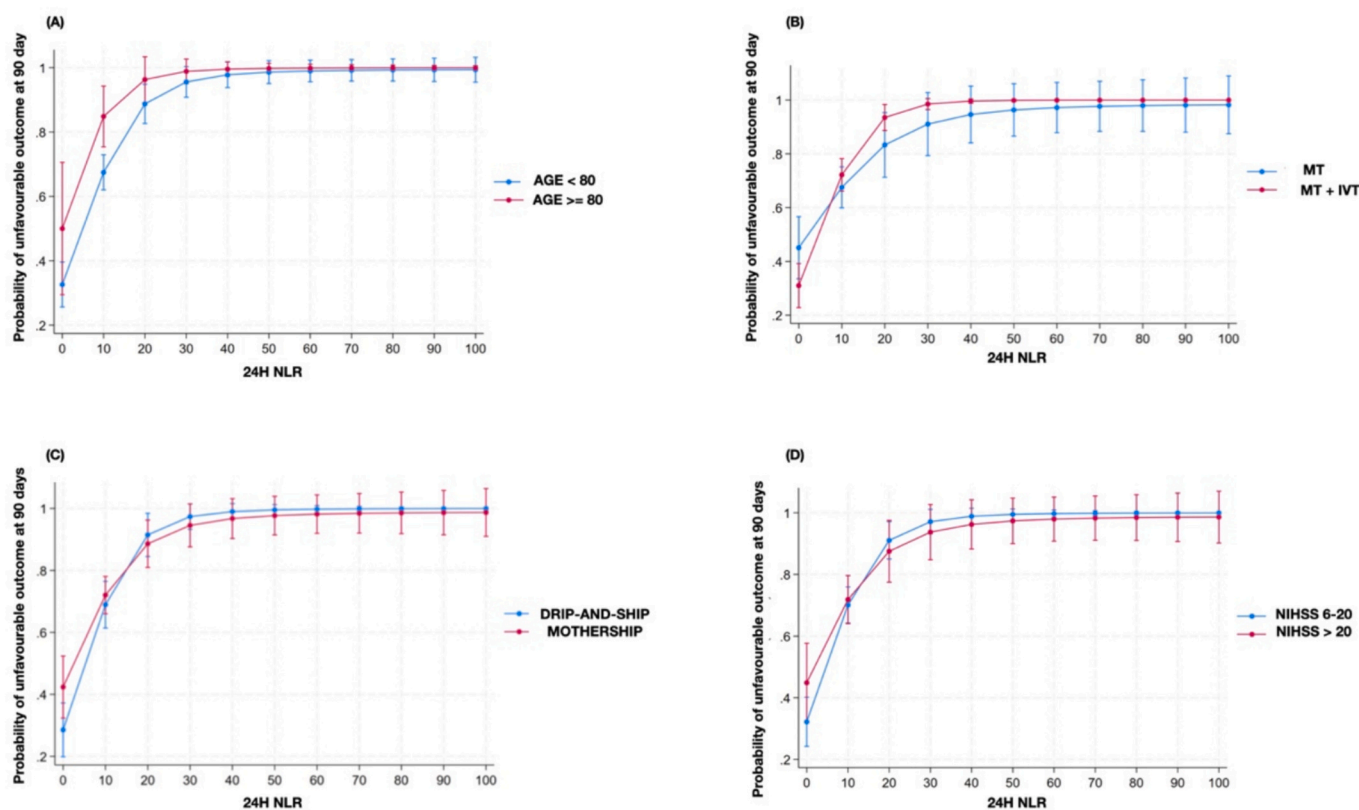 (A)
Probability of unfavourable outcome at 90 day
1
.8
.6
.4
.2
0 10 20 30 40 50 60 70 80 90 100
24H NLR
AGE < 80
AGE >= 80
(B)
Probability of unfavourable outcome at 90 day
1
.8
.6
.4
.2
0 10 20 30 40 50 60 70 80 90 100
24H NLR
MT
MT + IVT
(C)
Probability of unfavourable outcome at 90 days
1
.8
.6
.4
.2
0 10 20 30 40 50 60 70 80 90 100
24H NLR
DRIP-AND-SHIP
MOTHERSHIP
(D)
Probability of unfavourable outcome at 90 days
1
.8
.6
.4
.2
0 10 20 30 40 50 60 70 80 90 100
24H NLR
NIHSS 6-20
NIHSS > 20